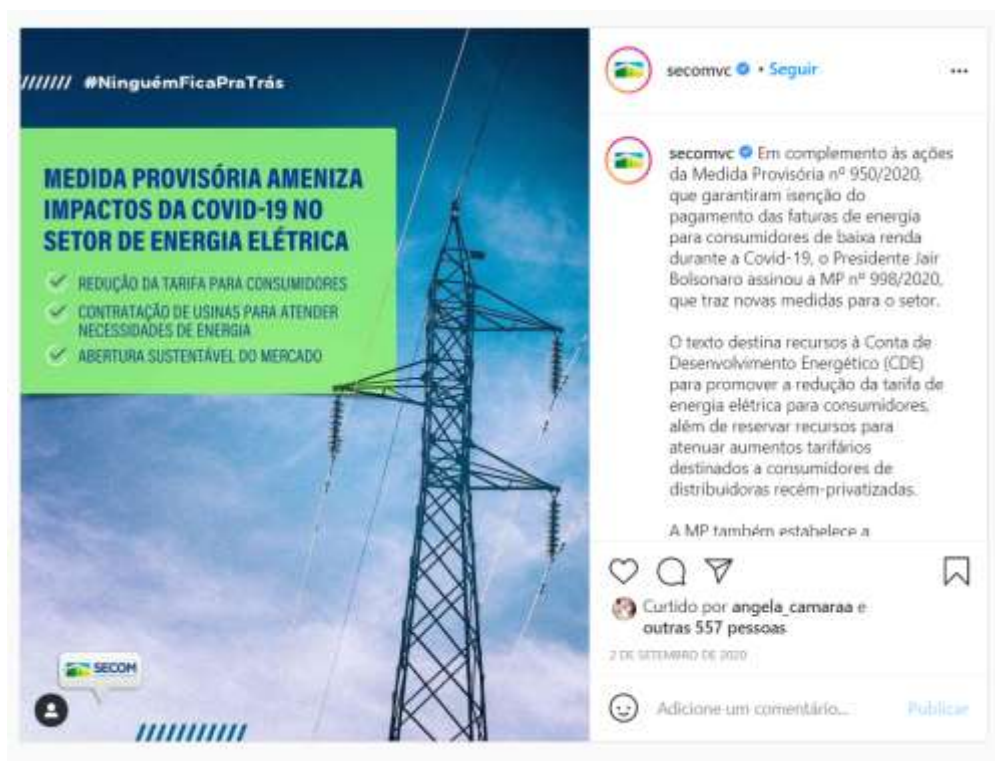 #NinguémFicaPraTrás
MEDIDA PROVISÓRIA AMENIZA
IMPACTOS DA COVID-19 NO
SETOR DE ENERGIA ELÉTRICA
REDUÇÃO DA TARIFA PARA CONSUMIDORES
CONTRATAÇÃO DE USINAS PARA ATENDER
NECESSIDADES DE ENERGIA
ABERTURA SUSTENTÁVEL DO MERCADO
SECOM
secomvc • Seguir
secomvc Em complemento às ações
da Medida Provisória nº 950/2020,
que garantiram isenção do
pagamento das faturas de energia
para consumidores de baixa renda
durante a Covid-19, o Presidente Jair
Bolsonaro assinou a MP nº 998/2020,
que traz novas medidas para o setor.
O texto destina recursos à Conta de
Desenvolvimento Energético (CDE)
para promover a redução da tarifa de
energia elétrica para consumidores,
além de reservar recursos para
atenuar aumentos tarifários
destinados a consumidores de
distribuidoras recém-privatizadas.
A MP também estabelece a
Curtido por angela_camaraa e
outras 557 pessoas
2 DE SETEMBRO DE 2020
Adicione um comentário...
Publicar